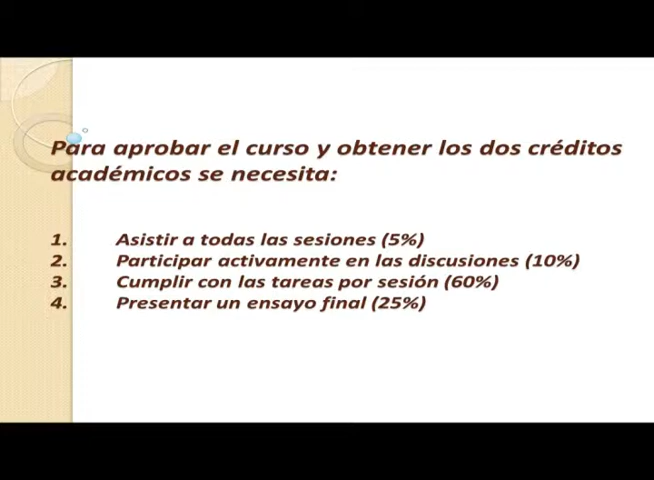 Para aprobar el curso y obtener los dos créditos
académicos se necesita:
1. Asistir a todas las sesiones (5%)
2. Participar activamente en las discusiones (10%)
3. Cumplir con las tareas por sesión (60%)
4. Presentar un ensayo final (25%)